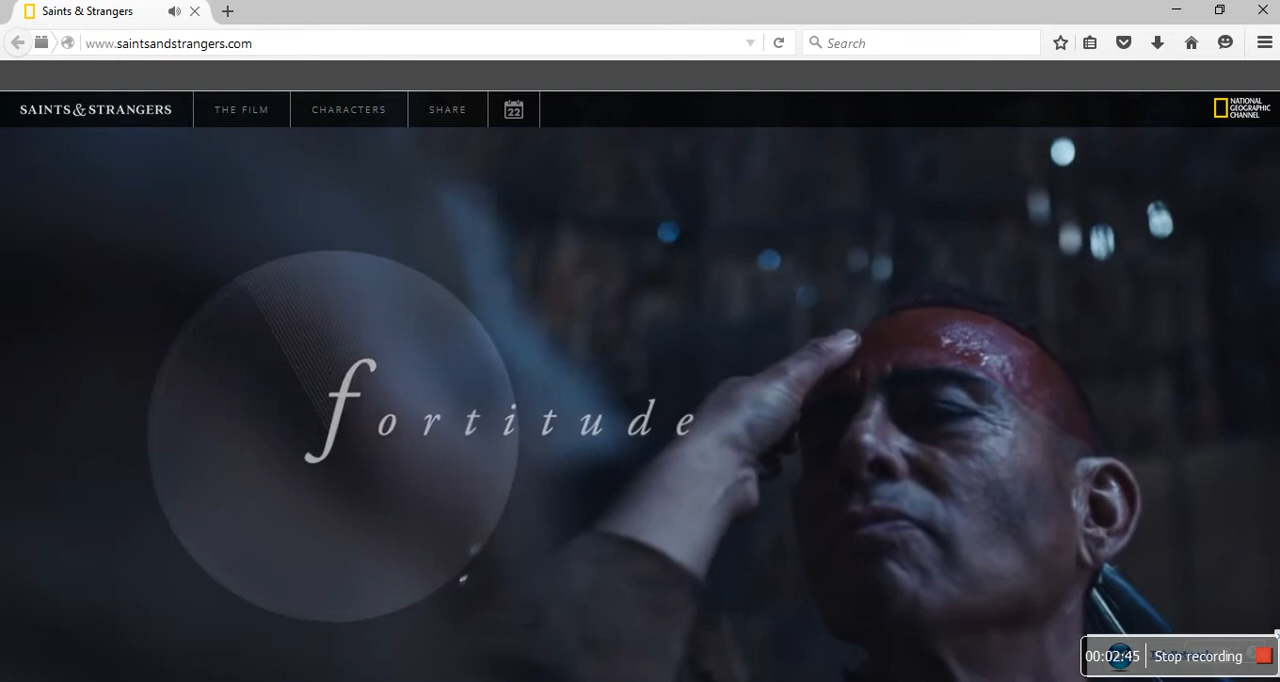 Saints & Strangers
www.saintsandstrangers.com
Search
SAINTS & STRANGERS
THE FILM
CHARACTERS
SHARE
22
NATIONAL
GEOGRAPHIC
CHANNEL
fortitude
00:02:45
Stop recording